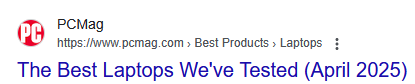 PC
PCMag
https://www.pcmag.com › Best Products › Laptops
The Best Laptops We've Tested (April 2025)